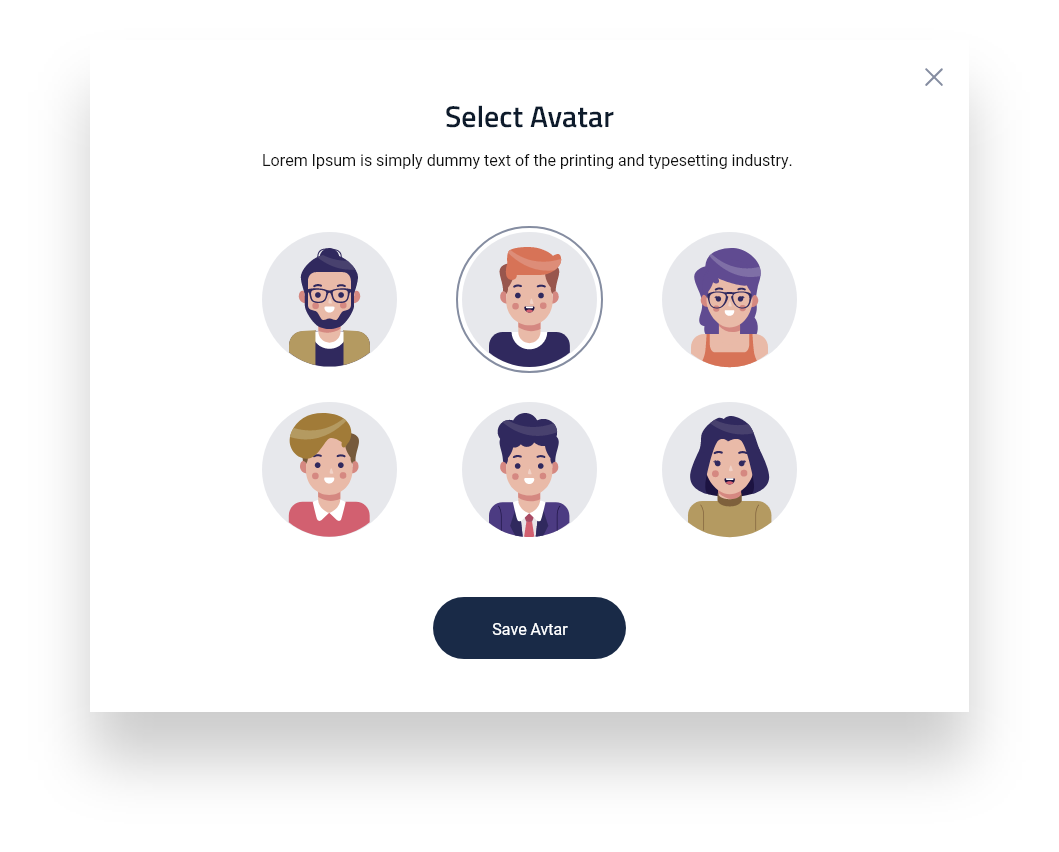 Select Avatar
Lorem Ipsum is simply dummy text of the printing and typesetting industry.
Save Avtar